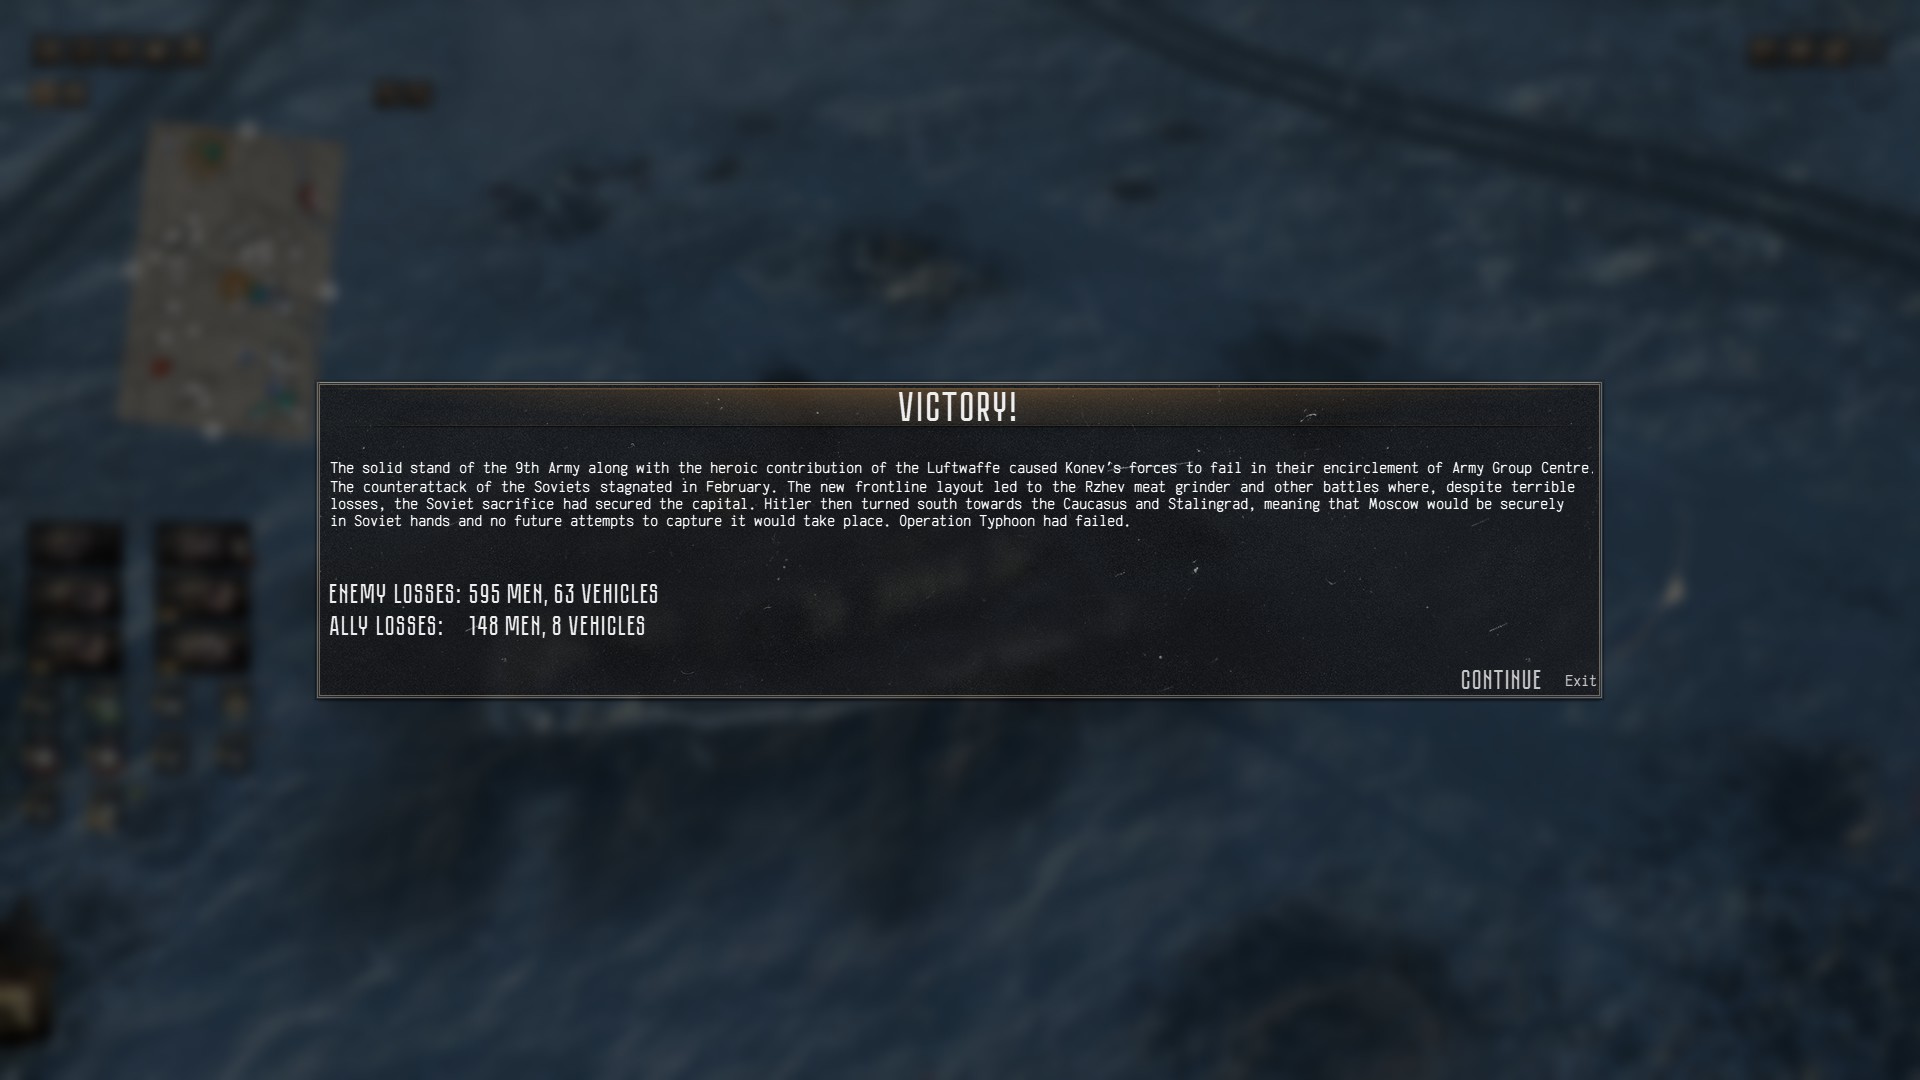 VICTORY!
The solid stand of the 9th Army along with the heroic contribution of the Luftwaffe caused Konev's forces to fail in their encirclement of Army Group Centre.
The counterattack of the Soviets stagnated in February. The new frontline layout led to the Rzhev meat grinder and other battles where, despite terrible
losses, the Soviet sacrifice had secured the capital. Hitler then turned south towards the Caucasus and Stalingrad, meaning that Moscow would be securely
in Soviet hands and no future attempts to capture it would take place. Operation Typhoon had failed.
ENEMY LOSSES: 595 MEN, 63 VEHICLES
ALLY LOSSES: 148 MEN, 8 VEHICLES
CONTINUE Exit